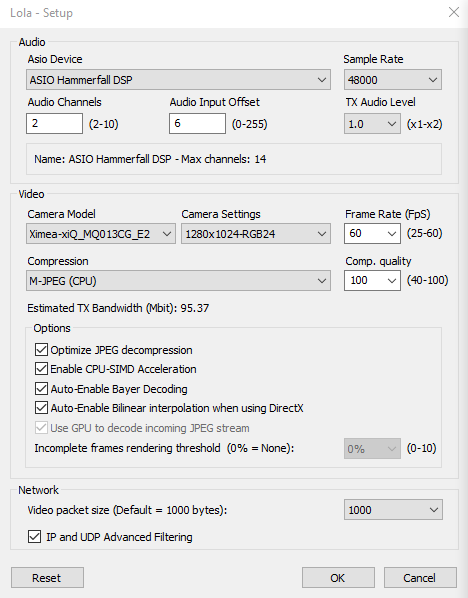 Lola - Setup
Audio
Asio Device
Sample Rate
ASIO Hammerfall DSP
48000
Audio Channels
Audio Input Offset
TX Audio Level
2
(2-10)
6
(0-255)
1.0
(x1-x2)
Name: ASIO Hammerfall DSP - Max channels: 14
Video
Camera Model
Camera Settings
Frame Rate (FpS)
Ximea-xiQ_MQ013CG_E2
1280x1024-RGB24
60
(25-60)
Compression
Comp. quality
M-JPEG (CPU)
100
(40-100)
Estimated TX Bandwidth (Mbit): 95.37
Options
Optimize JPEG decompression
Enable CPU-SIMD Acceleration
Auto-Enable Bayer Decoding
Auto-Enable Bilinear interpolation when using DirectX
Use GPU to decode incoming JPEG stream
Incomplete frames rendering threshold (0% = None):
0%
(0-10)
Network
Video packet size (Default = 1000 bytes):
1000
IP and UDP Advanced Filtering
Reset
OK
Cancel